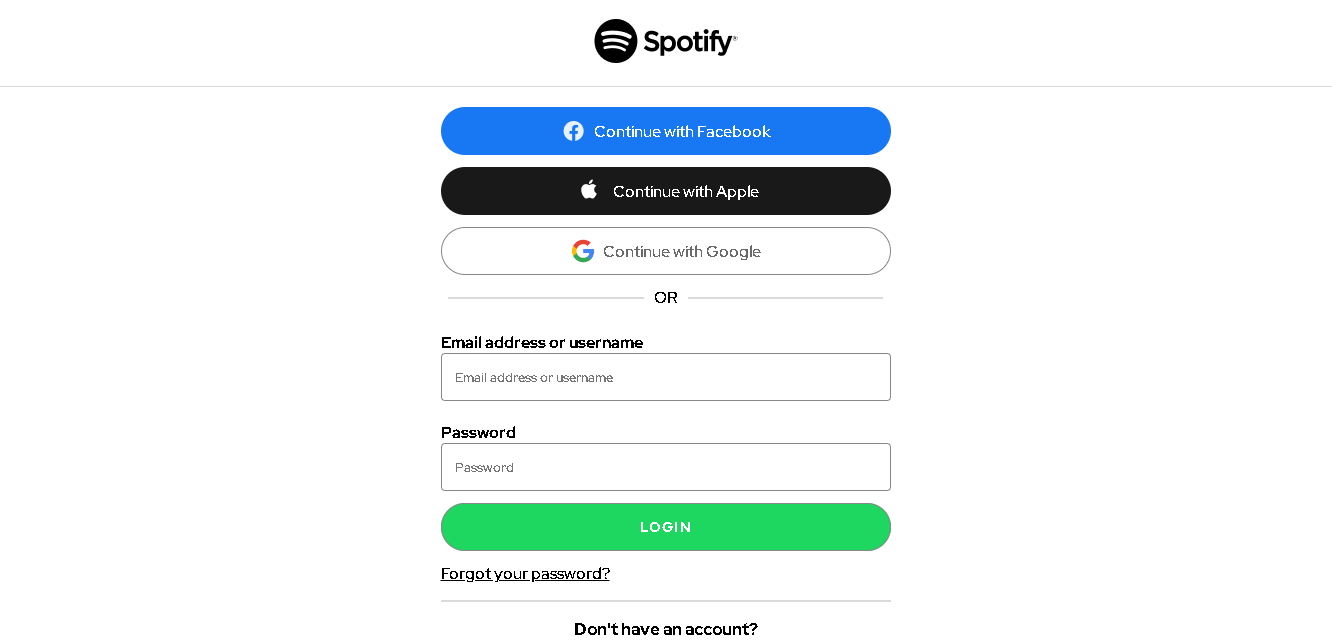 Spotify®
Continue with Facebook
Continue with Apple
Continue with Google
OR
Email address or username
Email address or username
Password
Password
LOGIN
Forgot your password?
Don't have an account?